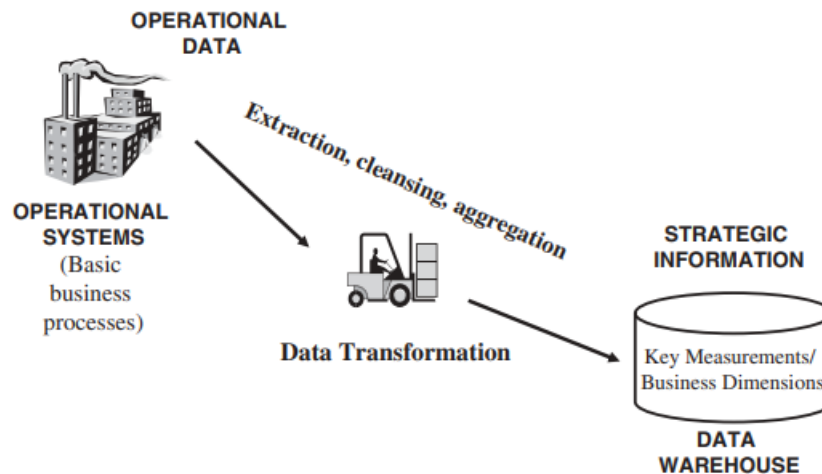 OPERATIONAL
DATA
Extraction, cleansing, aggregation
OPERATIONAL
SYSTEMS
(Basic
business
processes)
Data Transformation
STRATEGIC
INFORMATION
Key Measurements/
Business Dimensions
DATA
WAREHOUSE